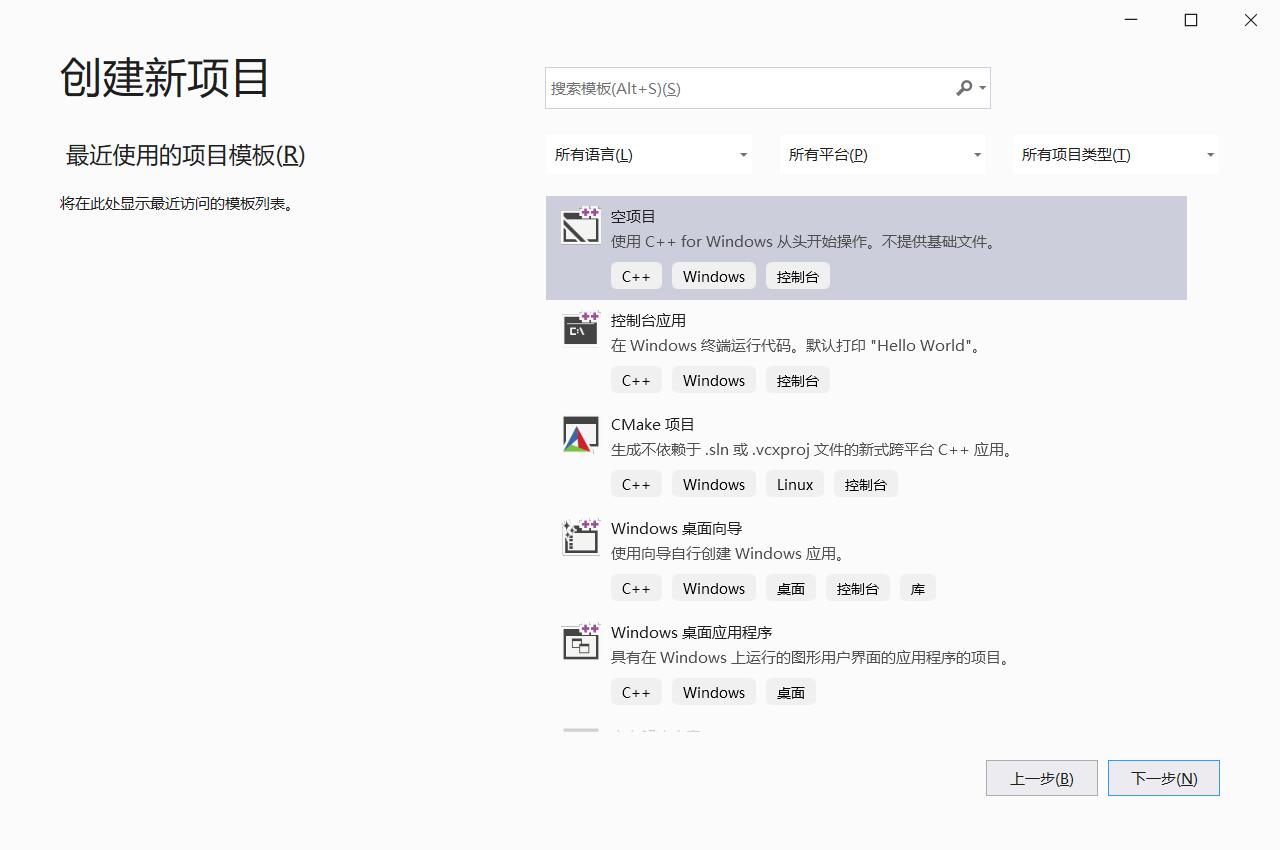 创建新项目
最近使用的项目模板(R)
将在此处显示最近访问的模板列表。
搜索模板(Alt+S)(S)
所有语言(L) 所有平台(P) 所有项目类型(T)
空项目
使用 C++ for Windows 从头开始操作。不提供基础文件。
C++ Windows 控制台
控制台应用
C:\
在 Windows 终端运行代码。默认打印 "Hello World"。
C++ Windows 控制台
CMake 项目
生成不依赖于 .sln 或 .vcxproj 文件的新式跨平台 C++ 应用。
C++ Windows Linux 控制台
Windows 桌面向导
使用向导自行创建 Windows 应用。
C++ Windows 桌面 控制台 库
Windows 桌面应用程序
具有在 Windows 上运行的图形用户界面的应用程序的项目。
C++ Windows 桌面
上一步(B) 下一步(N)